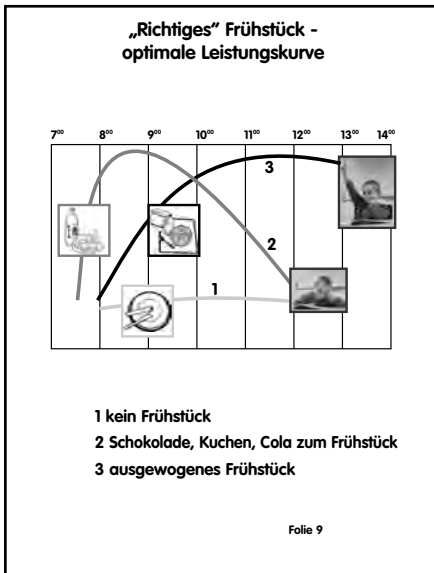 „Richtiges“ Frühstück -
optimale Leistungskurve
7⁰⁰ 8⁰⁰ 9⁰⁰ 10⁰⁰ 11⁰⁰ 12⁰⁰ 13⁰⁰ 14⁰⁰
3
2
1
1 kein Frühstück
2 Schokolade, Kuchen, Cola zum Frühstück
3 ausgewogenes Frühstück
Folie 9